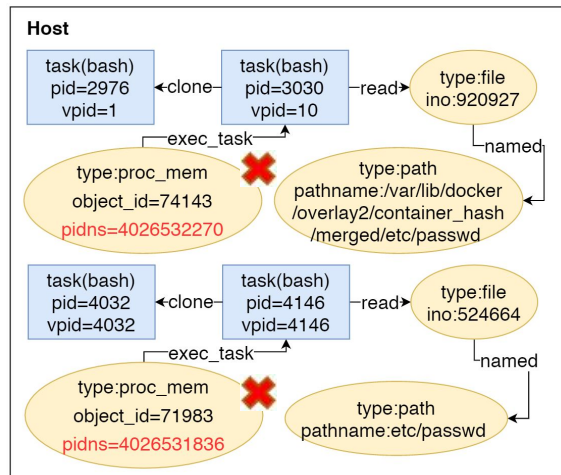 Host
task(bash)
pid=2976
vpid=1
clone
task(bash)
pid=3030
vpid=10
read
type:file
ino:920927
named
exec_task
type:proc_mem
object_id=74143
pidns=4026532270
type:path
pathname:/var/lib/docker
/overlay2/container_hash
/merged/etc/passwd
task(bash)
pid=4032
vpid=4032
clone
task(bash)
pid=4146
vpid=4146
read
type:file
ino:524664
named
exec_task
type:proc_mem
object_id=71983
pidns=4026531836
type:path
pathname:etc/passwd